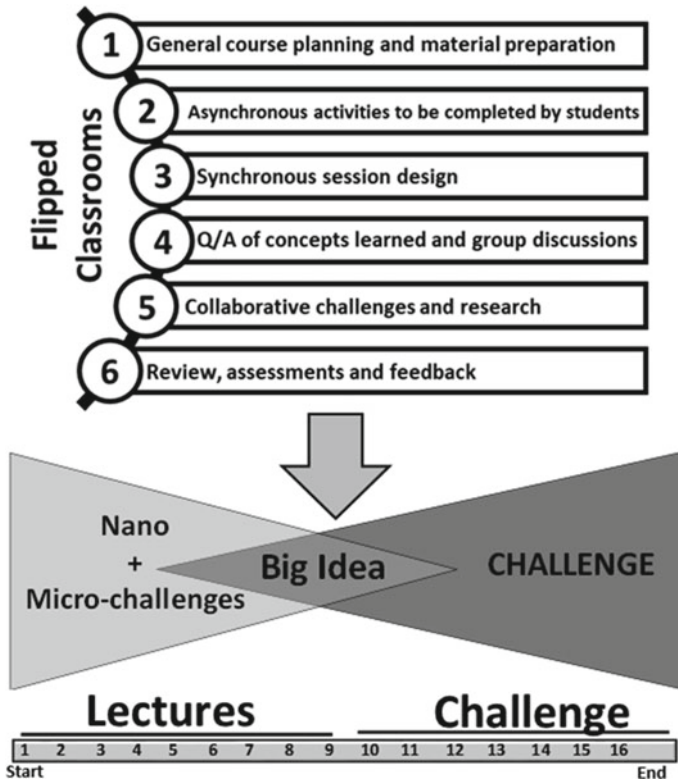 Flipped
Classrooms
1 General course planning and material preparation
2 Asynchronous activities to be completed by students
3 Synchronous session design
4 Q/A of concepts learned and group discussions
5 Collaborative challenges and research
6 Review, assessments and feedback
Nano
+
Micro-challenges
Big Idea
CHALLENGE
Lectures
Challenge
1 2 3 4 5 6 7 8 9 10 11 12 13 14 15 16
Start
End